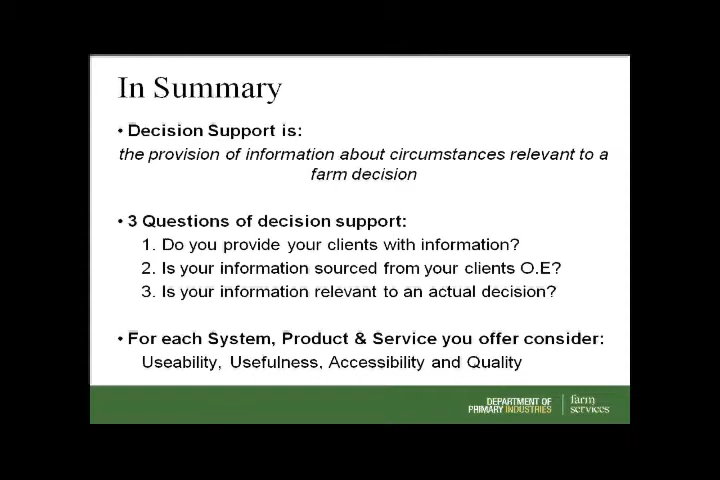 In Summary
• Decision Support is:
the provision of information about circumstances relevant to a
farm decision
• 3 Questions of decision support:
1. Do you provide your clients with information?
2. Is your information sourced from your clients O.E?
3. Is your information relevant to an actual decision?
• For each System, Product & Service you offer consider:
Useability, Usefulness, Accessibility and Quality
DEPARTMENT OF
PRIMARY INDUSTRIES
farm
services